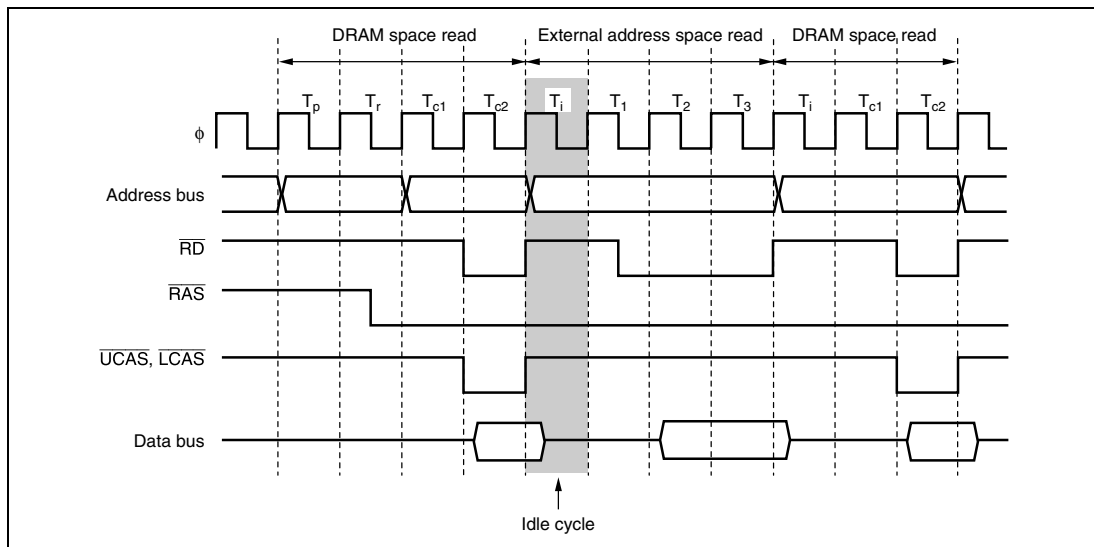 DRAM space read External address space read DRAM space read
Tp Tr Tc1 Tc2 Ti T1 T2 T3 Ti Tc1 Tc2
ϕ
Address bus
RD
RAS
UCAS, LCAS
Data bus
Idle cycle